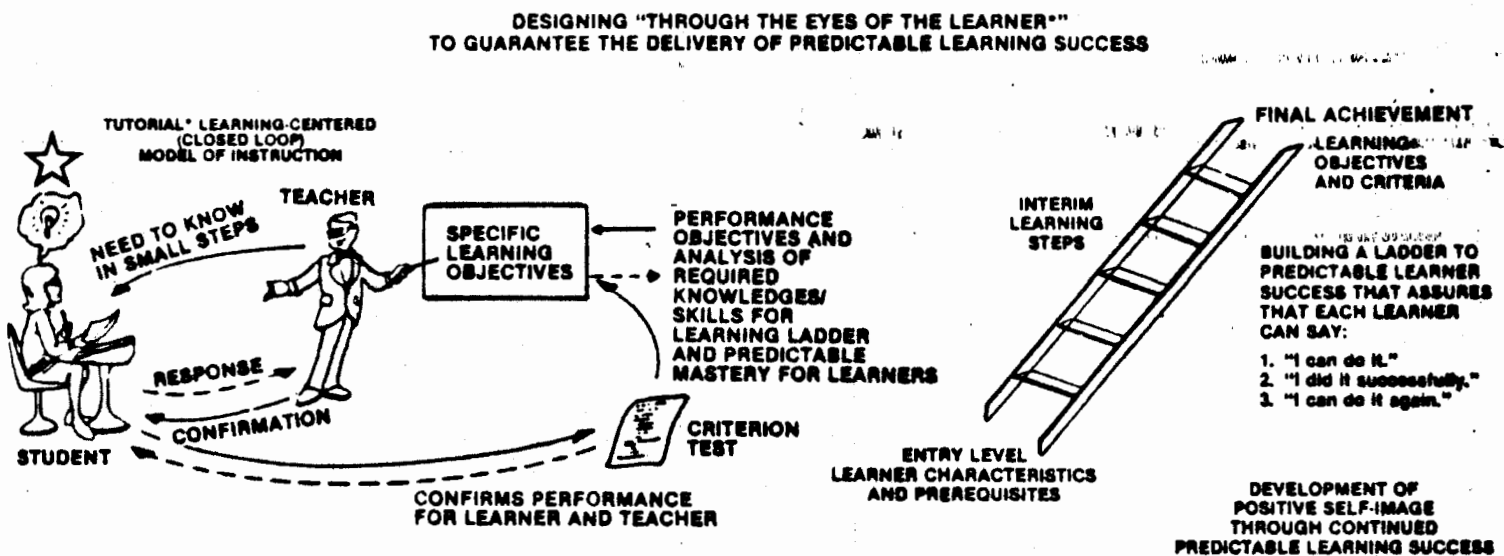 DESIGNING “THROUGH THE EYES OF THE LEARNER*”
TO GUARANTEE THE DELIVERY OF PREDICTABLE LEARNING SUCCESS
TUTORIAL* LEARNING-CENTERED
(CLOSED LOOP)
MODEL OF INSTRUCTION
TEACHER
NEED TO KNOW
IN SMALL STEPS
SPECIFIC
LEARNING
OBJECTIVES
PERFORMANCE
OBJECTIVES AND
ANALYSIS OF
REQUIRED
KNOWLEDGES/
SKILLS FOR
LEARNING LADDER
AND PREDICTABLE
MASTERY FOR LEARNERS
RESPONSE
CONFIRMATION
STUDENT
CRITERION
TEST
CONFIRMS PERFORMANCE
FOR LEARNER AND TEACHER
FINAL ACHIEVEMENT
LEARNING
OBJECTIVES
AND CRITERIA
INTERIM
LEARNING
STEPS
BUILDING A LADDER TO
PREDICTABLE LEARNER
SUCCESS THAT ASSURES
THAT EACH LEARNER
CAN SAY:
1. "I can do it."
2. "I did it successfully."
3. "I can do it again."
ENTRY LEVEL
LEARNER CHARACTERISTICS
AND PREREQUISITES
DEVELOPMENT OF
POSITIVE SELF-IMAGE
THROUGH CONTINUED
PREDICTABLE LEARNING SUCCESS